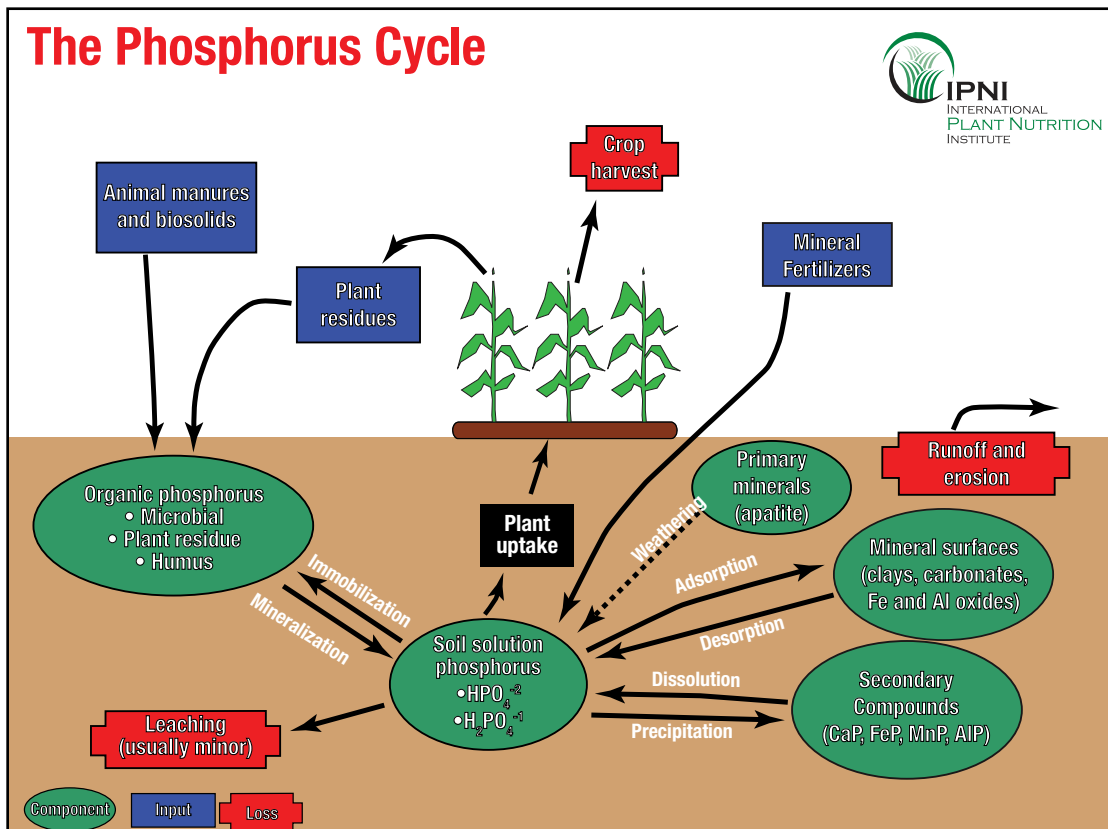 The Phosphorus Cycle
IPNI
INTERNATIONAL
PLANT NUTRITION
INSTITUTE
Crop
harvest
Animal manures
and biosolids
Mineral
Fertilizers
Plant
residues
Runoff and
erosion
Primary
minerals
(apatite)
Organic phosphorus
• Microbial
• Plant residue
• Humus
Plant
uptake
Weathering
Mineral surfaces
(clays, carbonates,
Fe and Al oxides)
Adsorption
Desorption
Immobilization
Mineralization
Soil solution
phosphorus
•HPO₄⁻²
•H₂PO₄⁻¹
Dissolution
Precipitation
Secondary
Compounds
(CaP, FeP, MnP, AlP)
Leaching
(usually minor)
Component
Input
Loss